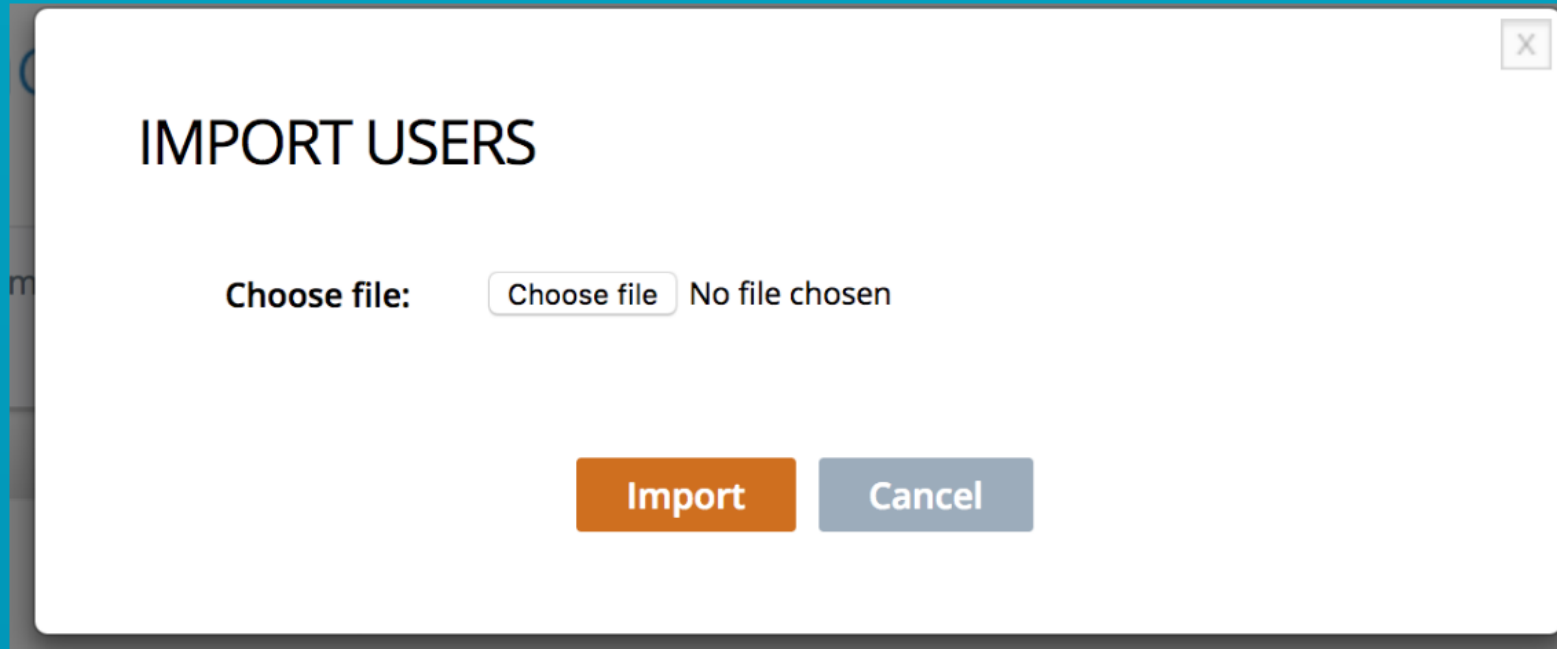 X
IMPORT USERS
Choose file: Choose file No file chosen
Import Cancel